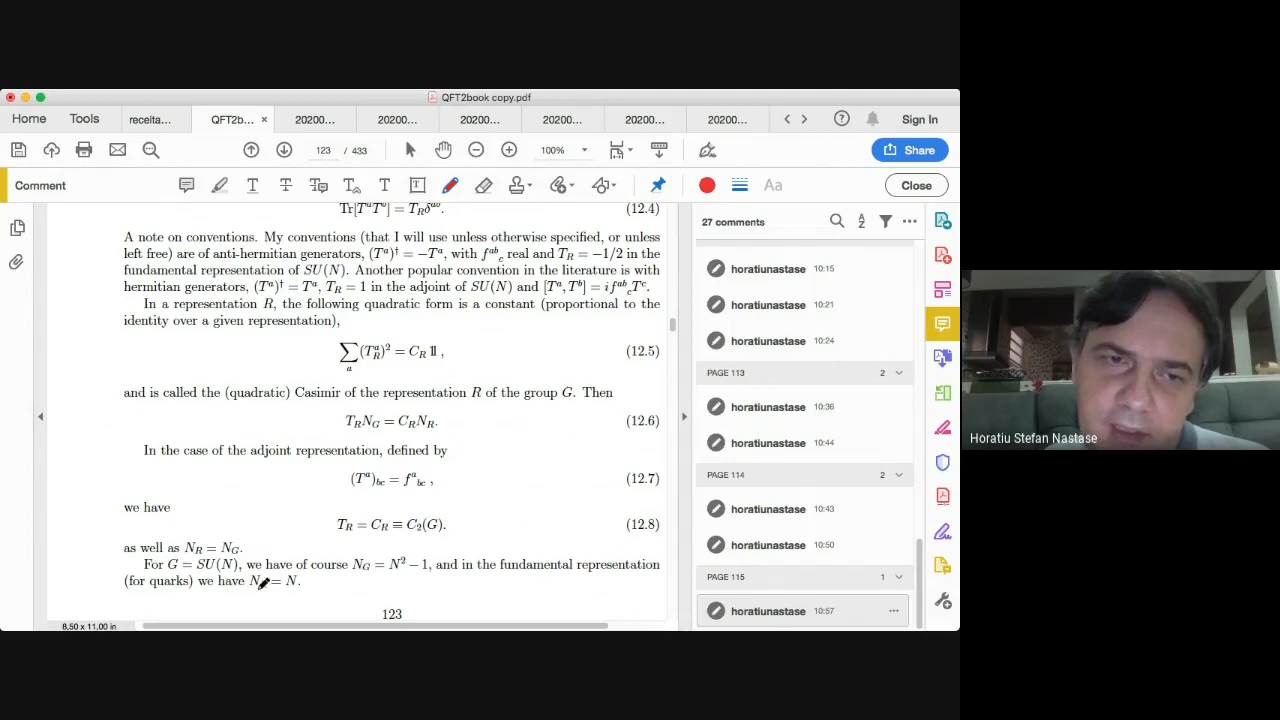 QFT2book copy.pdf
Home Tools receita... QFT2b... × 20200... 20200... 20200... 20200... 20200... 20200... Sign In
123 / 433 100% Share
Comment Aa Close
Tr[T^a T^b] = T_R δ^{ab}. (12.4)
A note on conventions. My conventions (that I will use unless otherwise specified, or unless
left free) are of anti-hermitian generators, (T^a)† = −T^a, with f^{ab}_c real and T_R = −1/2 in the
fundamental representation of SU(N). Another popular convention in the literature is with
hermitian generators, (T^a)† = T^a, T_R = 1 in the adjoint of SU(N) and [T^a, T^b] = if^{ab}_c T^c.
In a representation R, the following quadratic form is a constant (proportional to the
identity over a given representation),
∑_a (T^a_R)^2 = C_R 1 , (12.5)
and is called the (quadratic) Casimir of the representation R of the group G. Then
T_R N_G = C_R N_R. (12.6)
In the case of the adjoint representation, defined by
(T^a)_{bc} = f^a_{bc} , (12.7)
we have
T_R = C_R ≡ C_2(G). (12.8)
as well as N_R = N_G.
For G = SU(N), we have of course N_G = N^2 − 1, and in the fundamental representation
(for quarks) we have N = N.
123
8,50 x 11,00 in
27 comments
horatiunastase 10:15
horatiunastase 10:21
horatiunastase 10:24
PAGE 113 2
horatiunastase 10:36
horatiunastase 10:44
PAGE 114 2
horatiunastase 10:43
horatiunastase 10:50
PAGE 115 1
horatiunastase 10:57
Horatiu Stefan Nastase